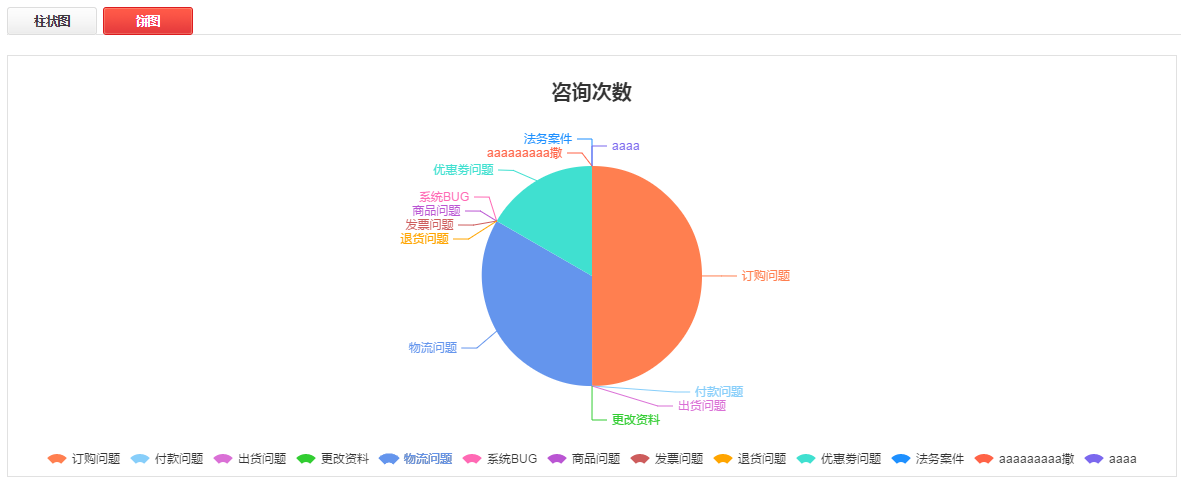 柱状图 饼图
咨询次数
法务案件
aaaa
aaaaaaaaa撒
优惠券问题
系统BUG
商品问题
发票问题
退货问题
订购问题
物流问题
付款问题
出货问题
更改资料
订购问题 付款问题 出货问题 更改资料 物流问题 系统BUG 商品问题 发票问题 退货问题 优惠券问题 法务案件 aaaaaaaaa撒 aaaa